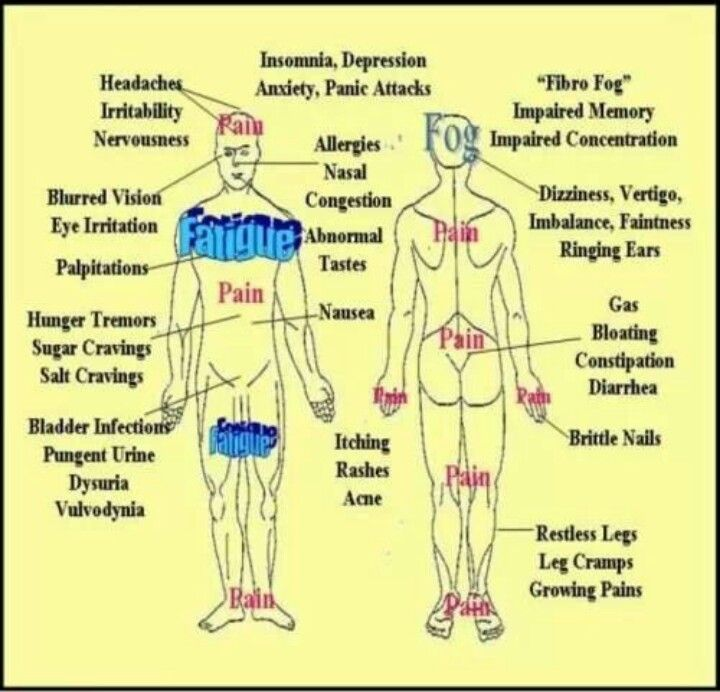 Insomnia, Depression
Anxiety, Panic Attacks
Headaches
Irritability
Nervousness
Pain
Allergies
Nasal
Congestion
Blurred Vision
Eye Irritation
Fatigue
Abnormal
Tastes
Palpitations
Pain
Nausea
Hunger Tremors
Sugar Cravings
Salt Cravings
Bladder Infections
Pungent Urine
Dysuria
Vulvodynia
Fatigue
Itching
Rashes
Acne
Pain
"Fibro Fog"
Impaired Memory
Impaired Concentration
Fog
Dizziness, Vertigo,
Imbalance, Faintness
Ringing Ears
Pain
Gas
Bloating
Constipation
Diarrhea
Pain
Pain
Pain
Brittle Nails
Pain
Restless Legs
Leg Cramps
Growing Pains
Pain